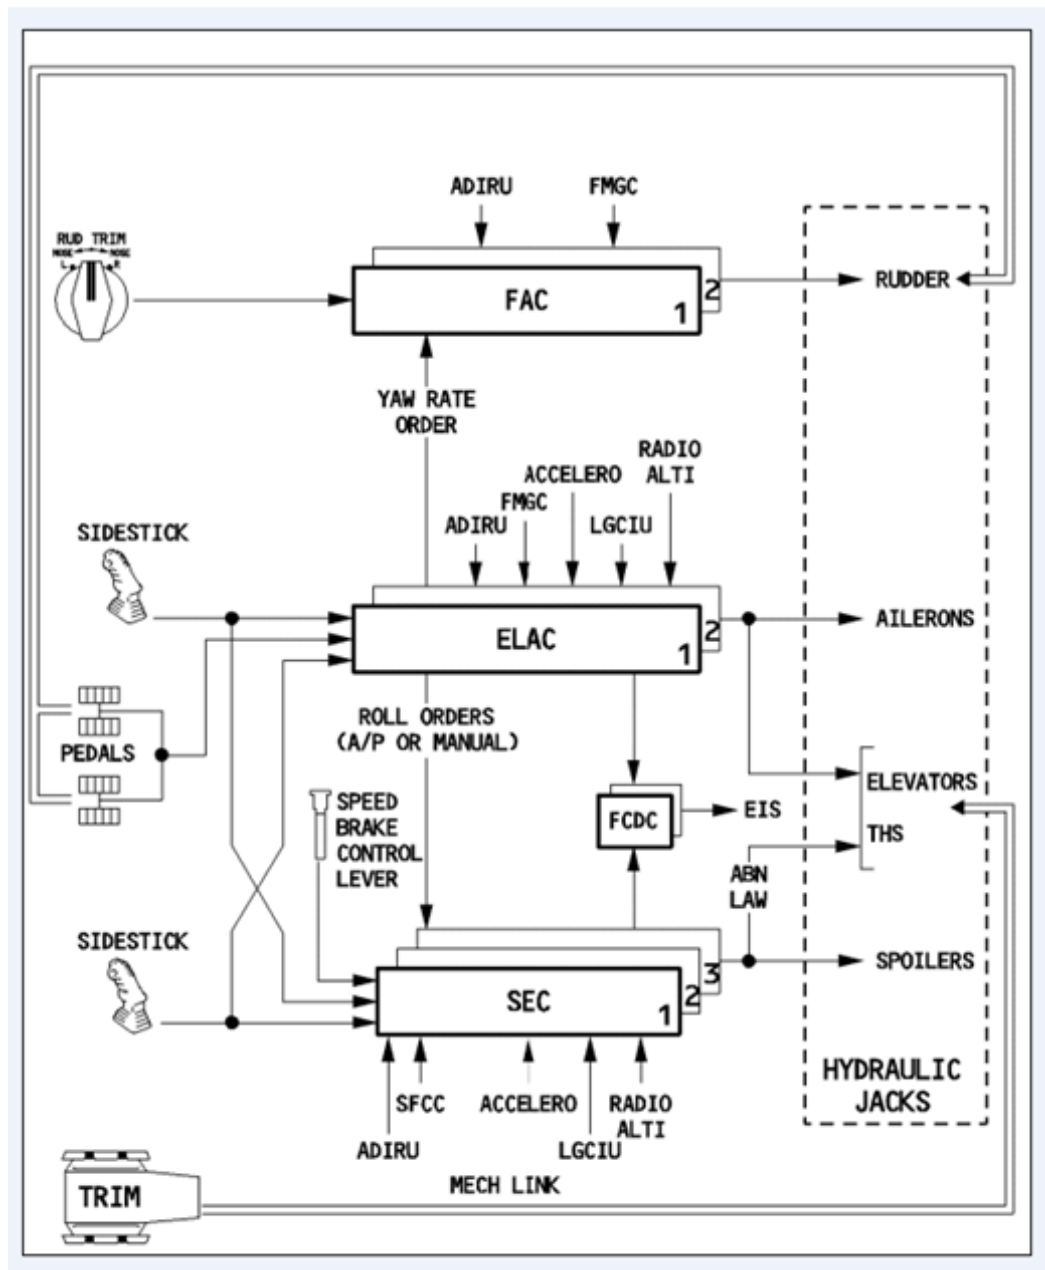 ADIRU
FMGC
RUD TRIM
NOSE NOSE
L R
FAC
1
2
RUDDER
YAW RATE
ORDER
RADIO
ALTI
ACCELERO
FMGC
ADIRU
LGCIU
SIDESTICK
ELAC
1
2
AILERONS
ROLL ORDERS
(A/P OR MANUAL)
PEDALS
SPEED
BRAKE
CONTROL
LEVER
FCDC
EIS
ELEVATORS
THS
ABN
LAW
SIDESTICK
SEC
1
2
3
SPOILERS
HYDRAULIC
JACKS
SFCC
ACCELERO
RADIO
ALTI
ADIRU
LGCIU
TRIM
MECH LINK